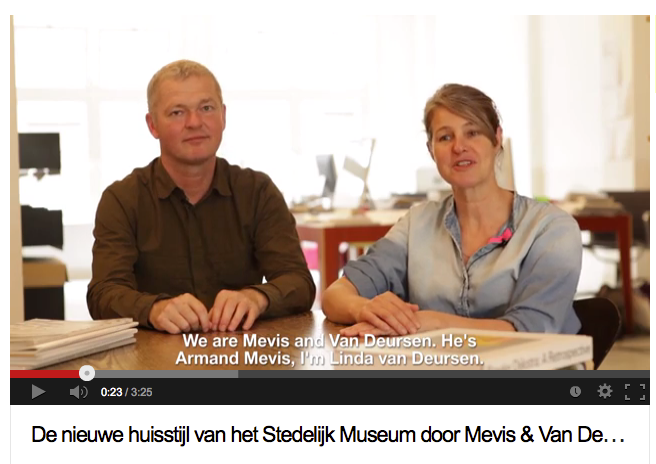 We are Mevis and Van Deursen. He's
Armand Mevis, I'm Linda van Deursen.
A Retrospective
0:23 / 3:25
De nieuwe huisstijl van het Stedelijk Museum door Mevis & Van De…